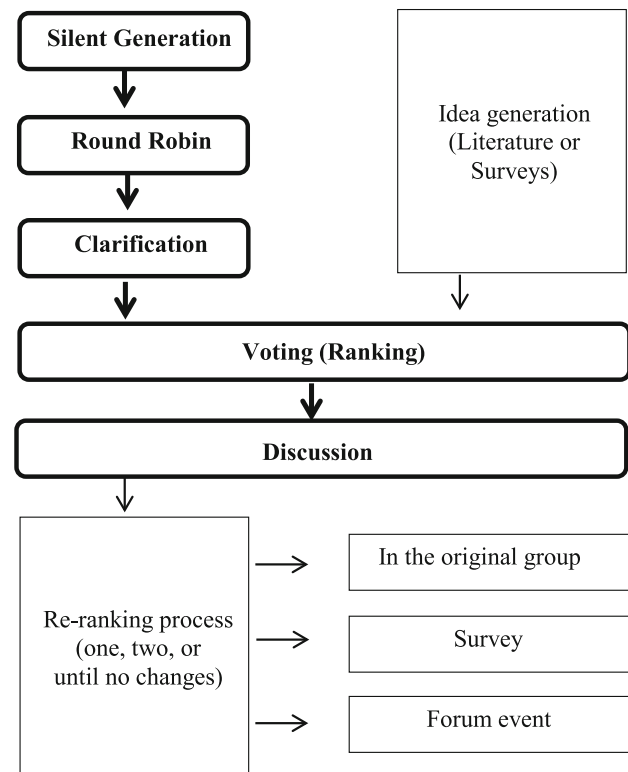 Silent Generation
Round Robin
Clarification
Idea generation
(Literature or
Surveys)
Voting (Ranking)
Discussion
Re-ranking process
(one, two, or
until no changes)
In the original group
Survey
Forum event